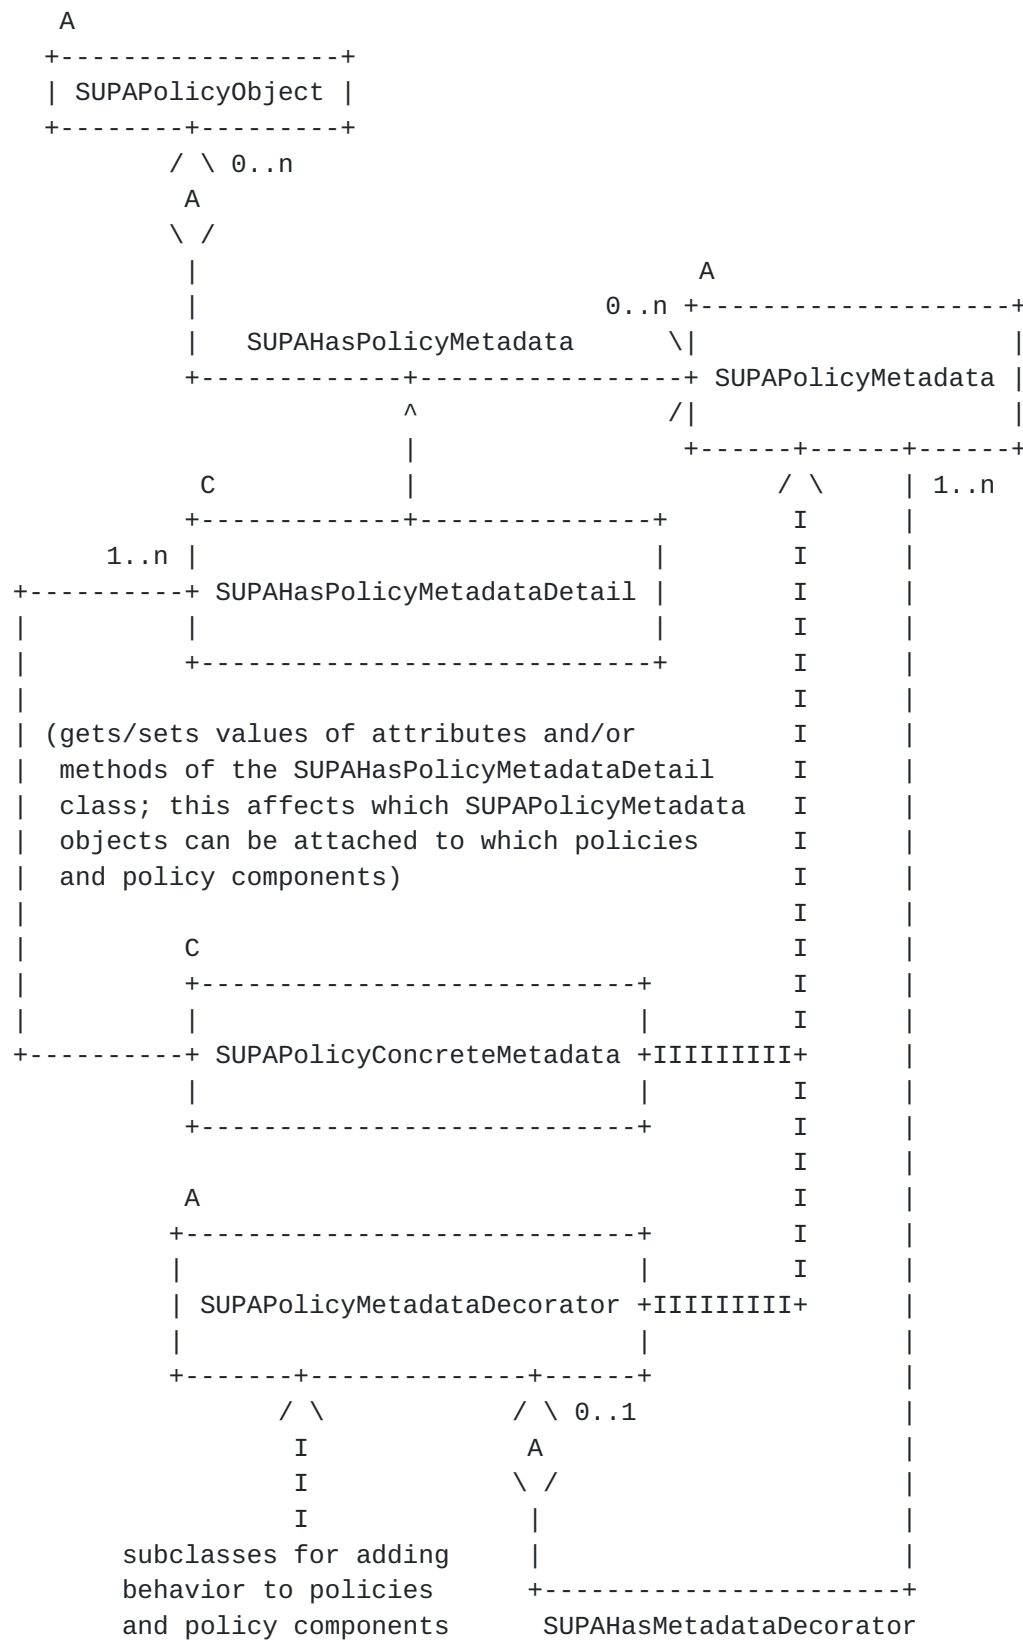 A
SUPAPolicyObject
0..n
A
A
0..n
SUPAHasPolicyMetadata
SUPAPolicyMetadata
C
1..n
1..n
SUPAHasPolicyMetadataDetail
(gets/sets values of attributes and/or
methods of the SUPAHasPolicyMetadataDetail
class; this affects which SUPAPolicyMetadata
objects can be attached to which policies
and policy components)
C
SUPAPolicyConcreteMetadata
A
SUPAPolicyMetadataDecorator
0..1
A
subclasses for adding
behavior to policies
and policy components
SUPAHasMetadataDecorator